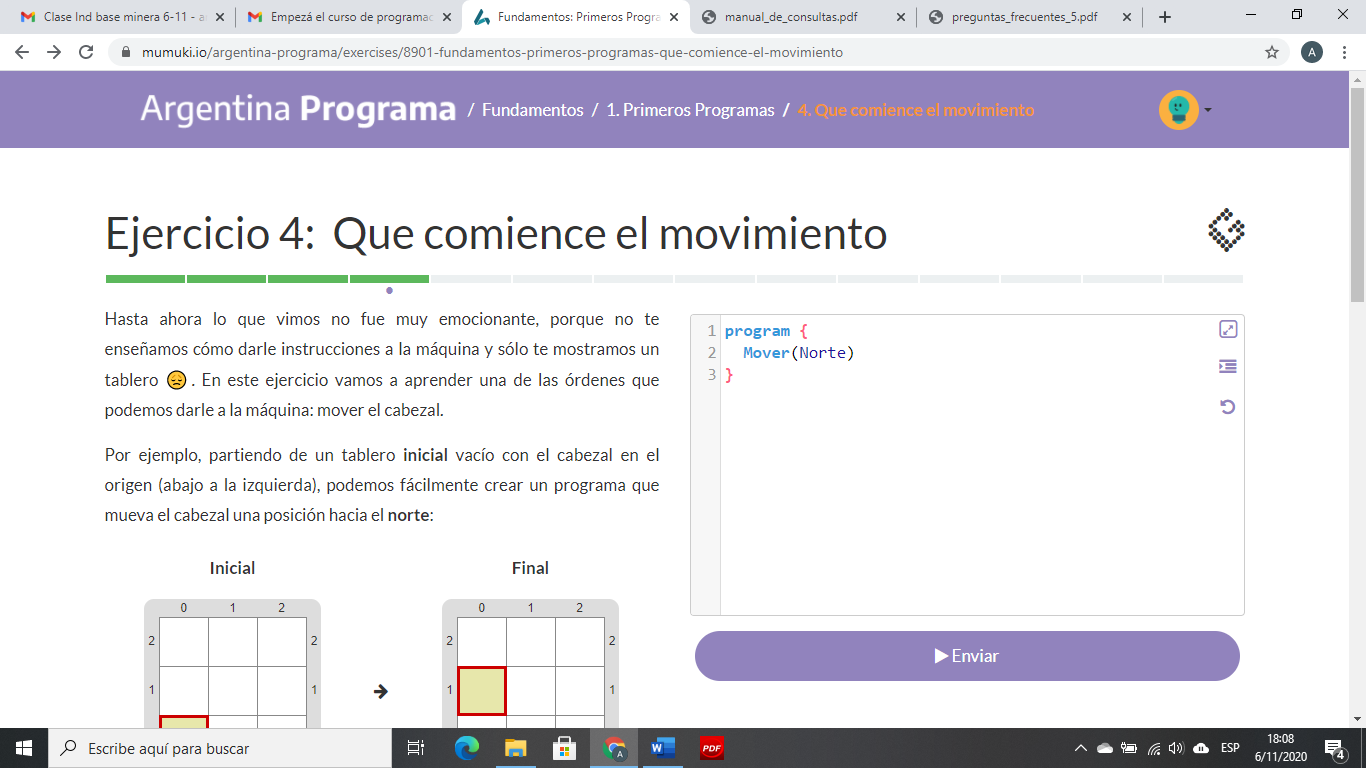 Clase Ind base minera 6-11 - a
Empezá el curso de programac
Fundamentos: Primeros Progra
manual_de_consultas.pdf
preguntas_frecuentes_5.pdf
mumuki.io/argentina-programa/exercises/8901-fundamentos-primeros-programas-que-comience-el-movimiento
A
Argentina Programa / Fundamentos / 1. Primeros Programas / 4. Que comience el movimiento
Ejercicio 4: Que comience el movimiento
Hasta ahora lo que vimos no fue muy emocionante, porque no te
enseñamos cómo darle instrucciones a la máquina y sólo te mostramos un
tablero 😔. En este ejercicio vamos a aprender una de las órdenes que
podemos darle a la máquina: mover el cabezal.
Por ejemplo, partiendo de un tablero inicial vacío con el cabezal en el
origen (abajo a la izquierda), podemos fácilmente crear un programa que
mueva el cabezal una posición hacia el norte:
Inicial
0 1 2
2 2
1 1
Final
0 1 2
2 2
1 1
1 program {
2 Mover(Norte)
3 }
Enviar
Escribe aquí para buscar
A
W
PDF
ESP
18:08
6/11/2020
4